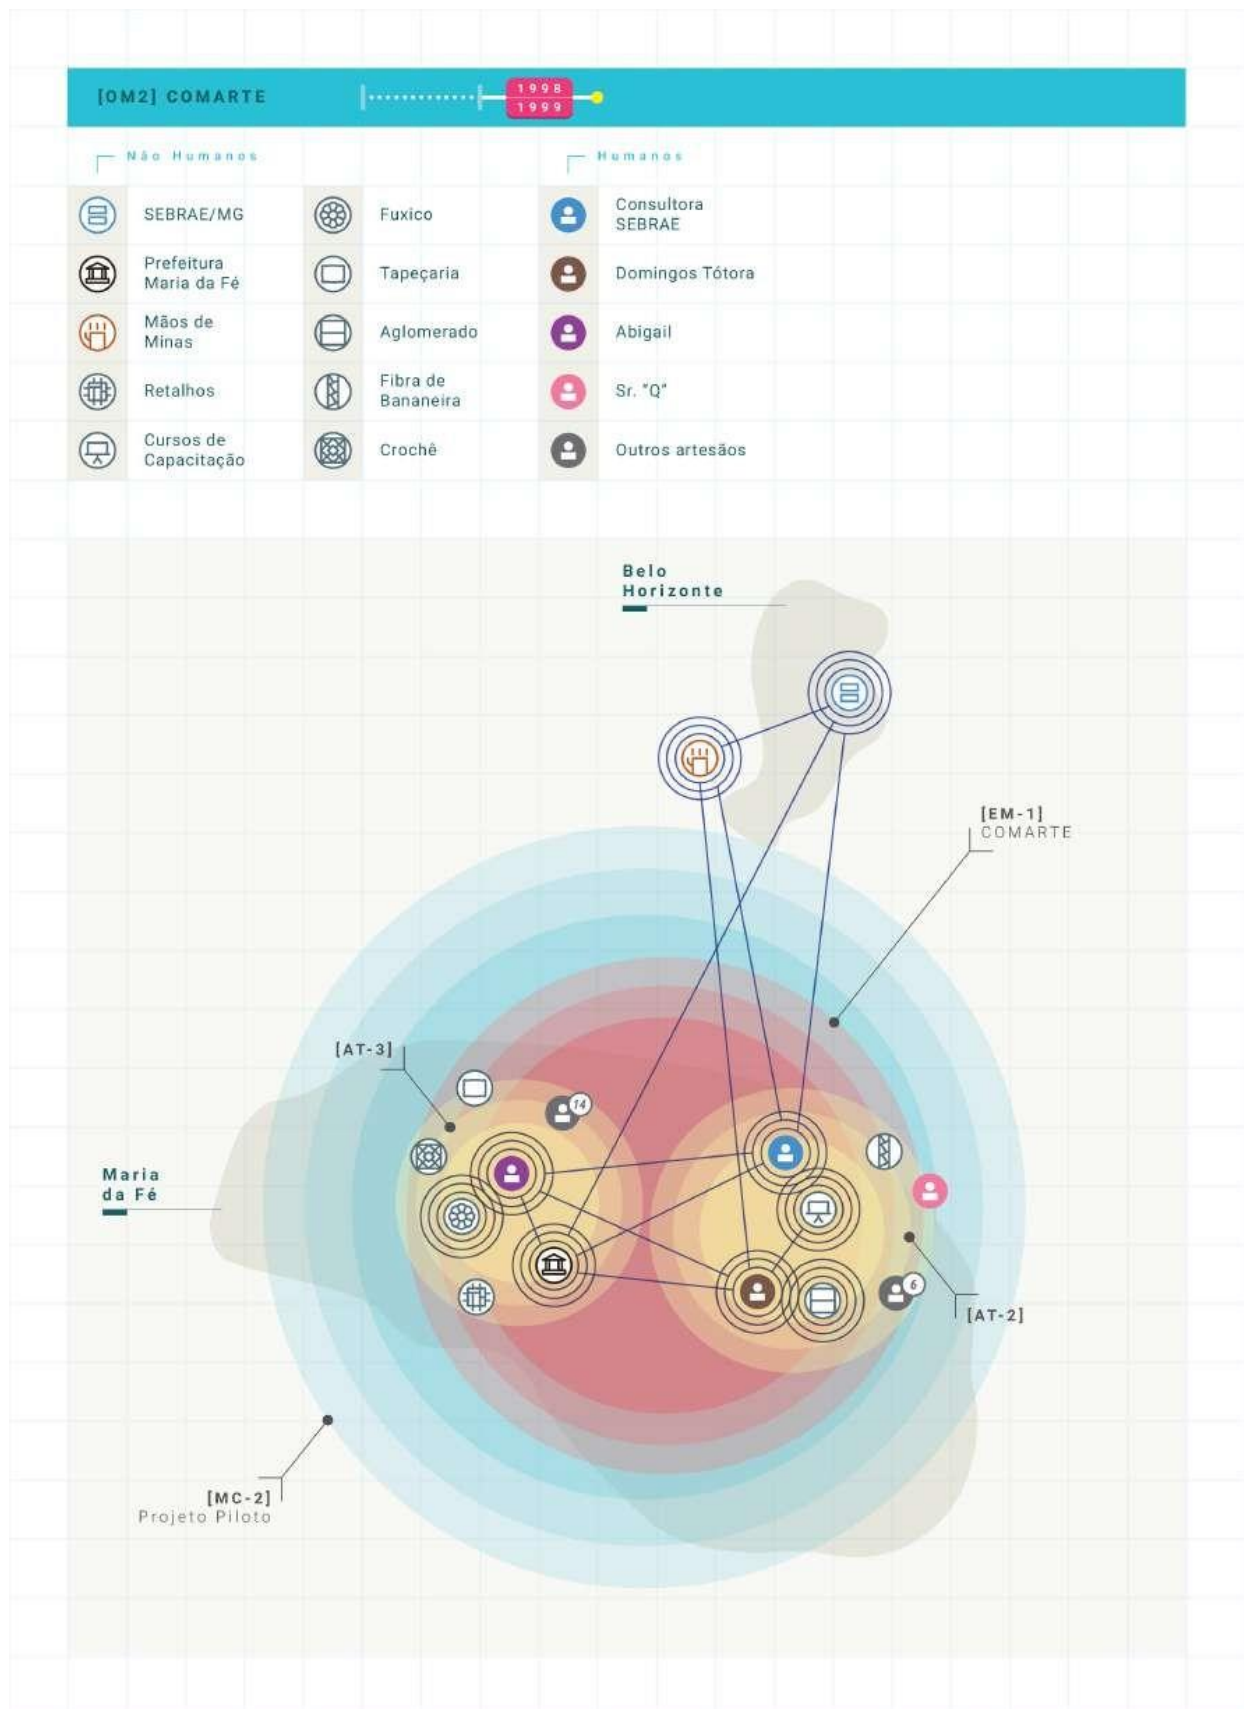 [OM2] COMARTE
1998
1999
Não Humanos
Humanos
SEBRAE/MG
Fuxico
Consultora
SEBRAE
Prefeitura
Maria da Fé
Tapeçaria
Domingos Tótora
Mãos de
Minas
Aglomerado
Abigail
Retalhos
Fibra de
Bananeira
Sr. "Q"
Cursos de
Capacitação
Crochê
Outros artesãos
Belo
Horizonte
[EM-1]
COMARTE
[AT-3]
14
Maria
da Fé
6
[AT-2]
[MC-2]
Projeto Piloto